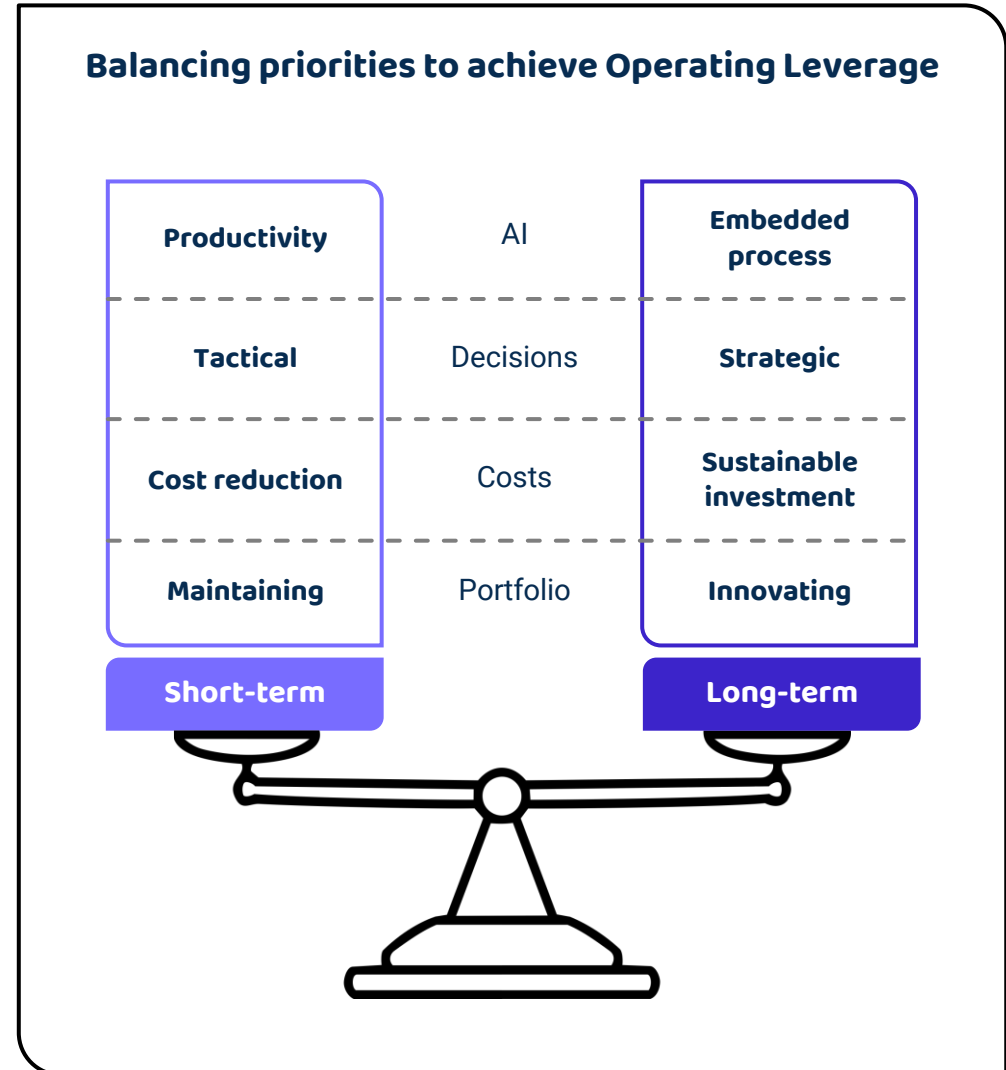 Balancing priorities to achieve Operating Leverage
Productivity
AI
Embedded
process
Tactical
Decisions
Strategic
Cost reduction
Costs
Sustainable
investment
Maintaining
Portfolio
Innovating
Short-term
Long-term